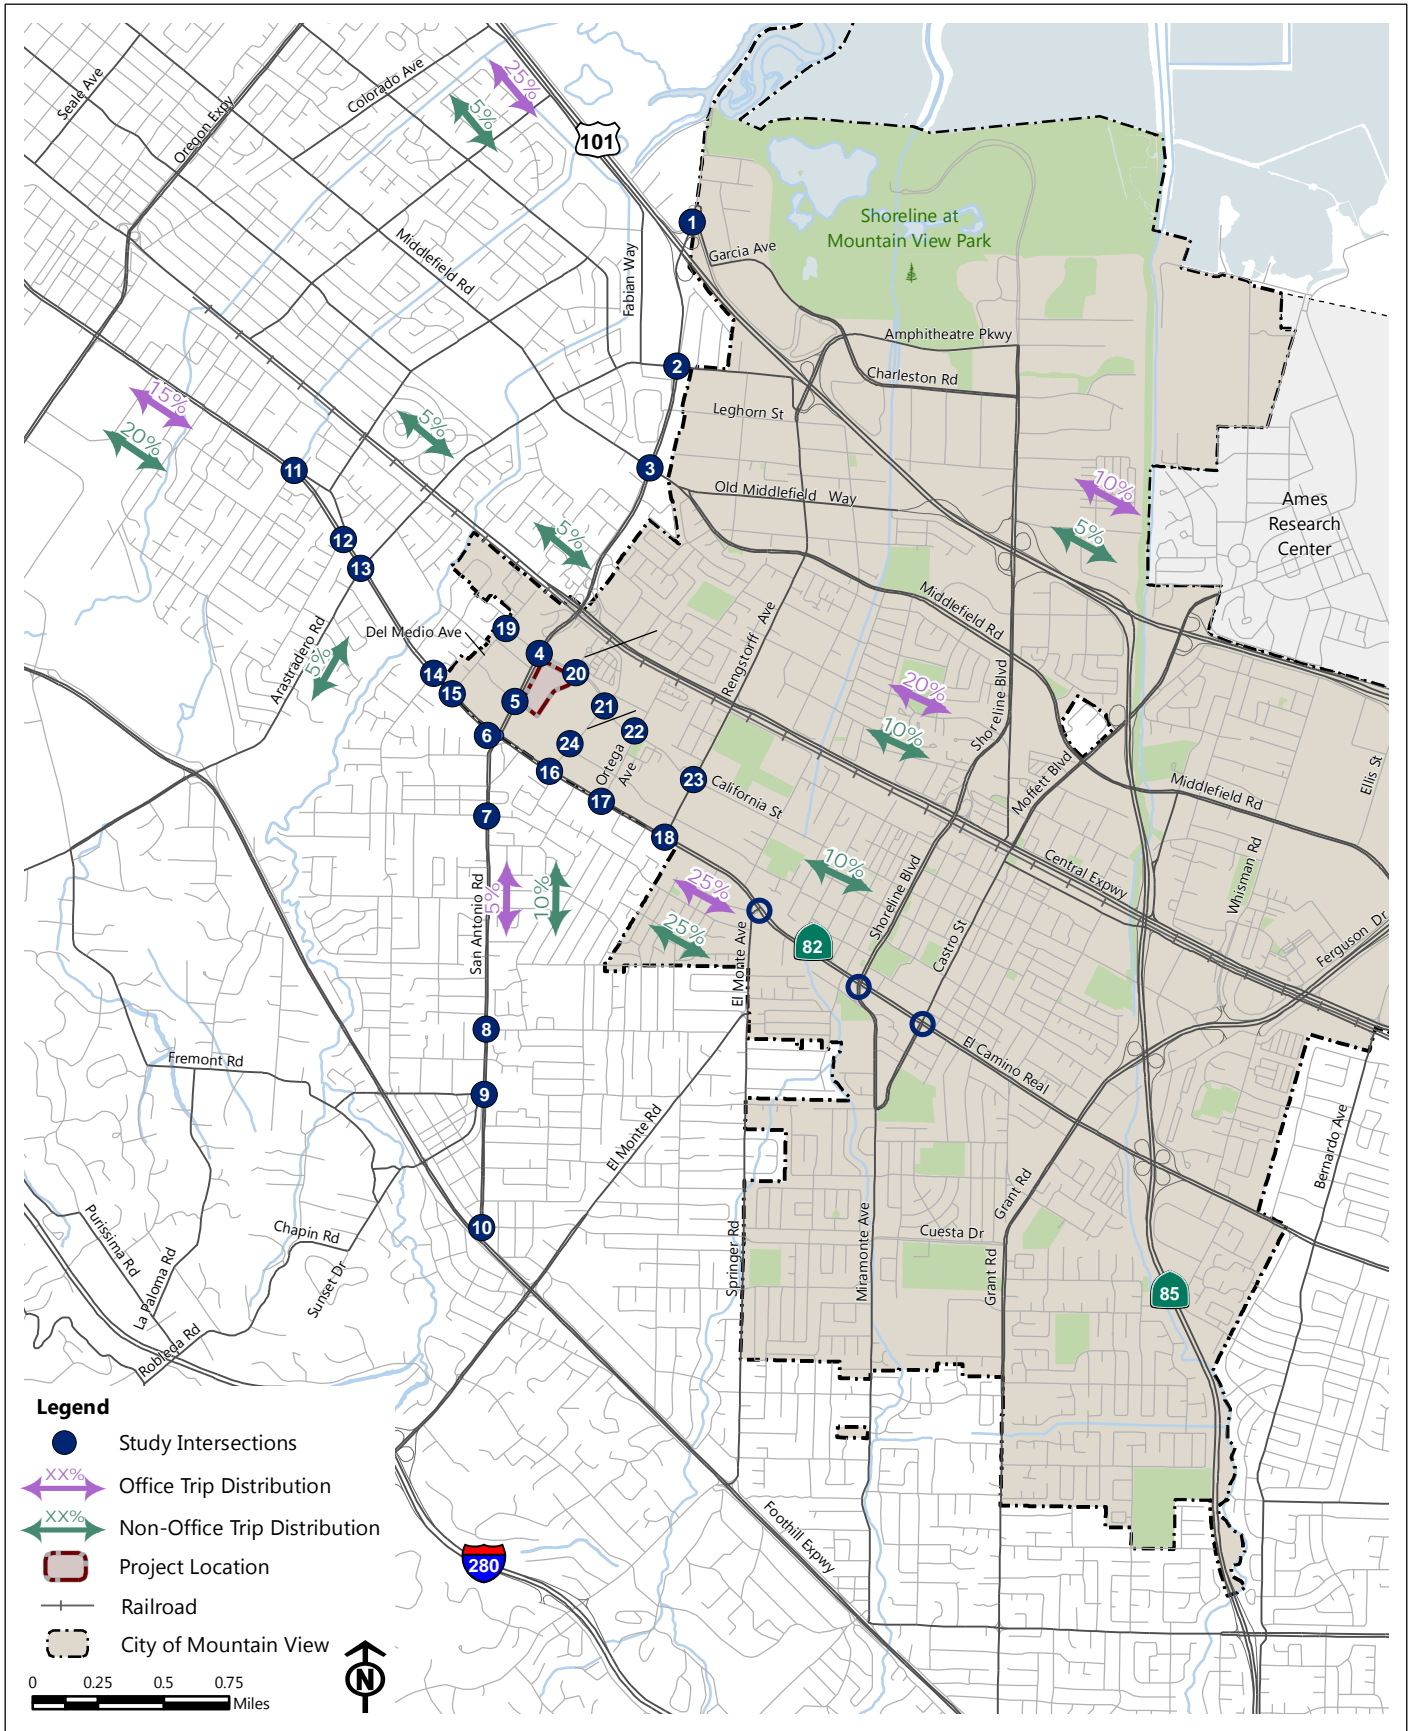 Seale Ave
Oregon Expy
Colorado Ave
25%
5%
101
1
Shoreline at
Mountain View Park
Garcia Ave
Fabian Way
Middlefield Rd
Amphitheatre Pkwy
2
Charleston Rd
15%
20%
5%
Leghorn St
11
3
Old Middlefield Way
10%
5%
Ames
Research
Center
12
13
5%
Middlefield Rd
Del Medio Ave
19
Arastradero Rd
5%
4
Rengstorff Ave
14
15
20
5
21
20%
10%
Shoreline Blvd
6
22
24
16
Ortega
Ave
23
California St
Moffett Blvd
Middlefield Rd
Ellis St
17
7
18
10%
Central Expwy
Whisman Rd
San Antonio Rd
5%
10%
25%
25%
Shoreline Blvd
Castro St
82
El Monte Ave
Ferguson Dr
8
El Camino Real
Fremont Rd
9
El Monte Rd
Bernardo Ave
Grant Rd
10
Purissima Rd
La Paloma Rd
Chapin Rd
Sunset Dr
Robleda Rd
Springer Rd
Miramonte Ave
Cuesta Dr
Grant Rd
85
Foothill Expwy
280
Legend
Study Intersections
XX%
Office Trip Distribution
XX%
Non-Office Trip Distribution
Project Location
Railroad
City of Mountain View
0 0.25 0.5 0.75
Miles
N